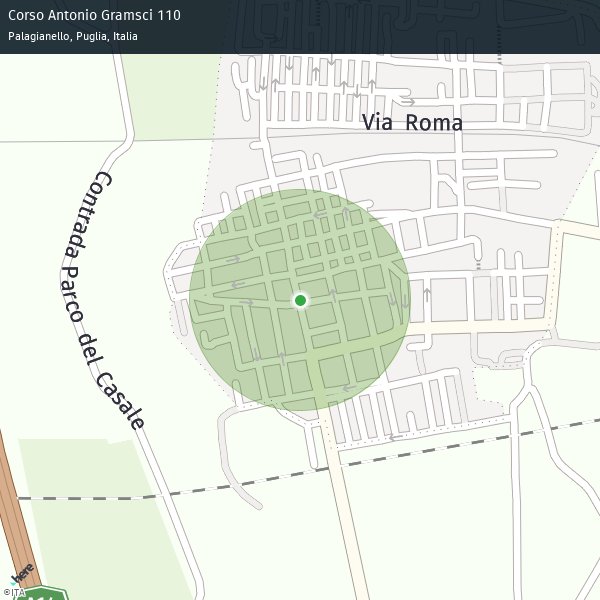 Corso Antonio Gramsci 110
Palagianello, Puglia, Italia
Via Roma
Contrada Parco del Casale
here
©ITA